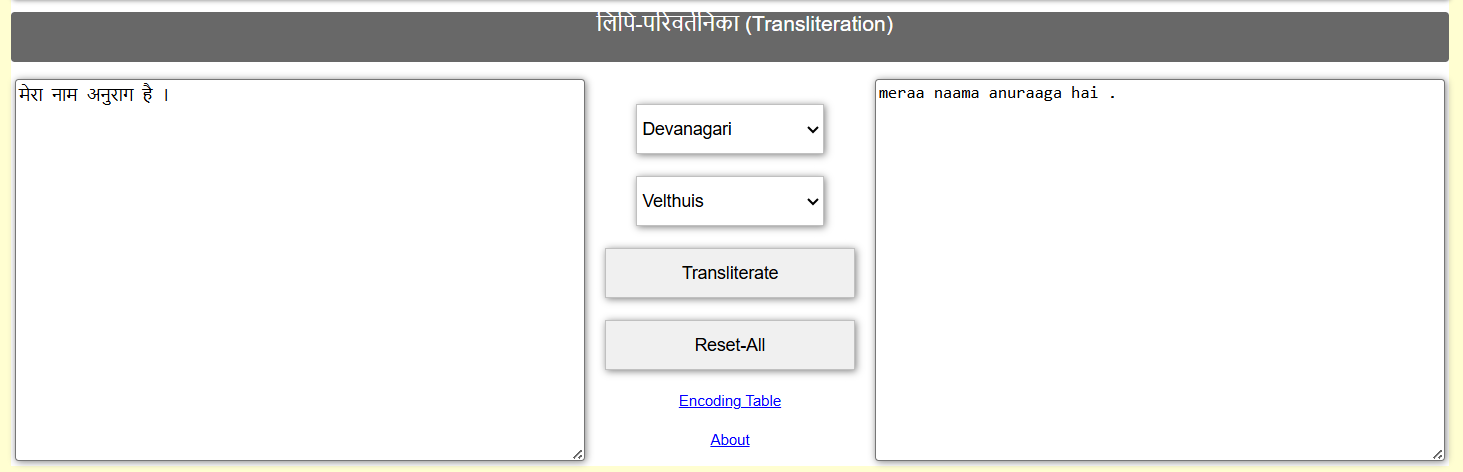 लिपि-परिवर्तनिका (Transliteration)
मेरा नाम अनुराग है ।
Devanagari
Velthuis
Transliterate
Reset-All
Encoding Table
About
meraa naama anuraaga hai .